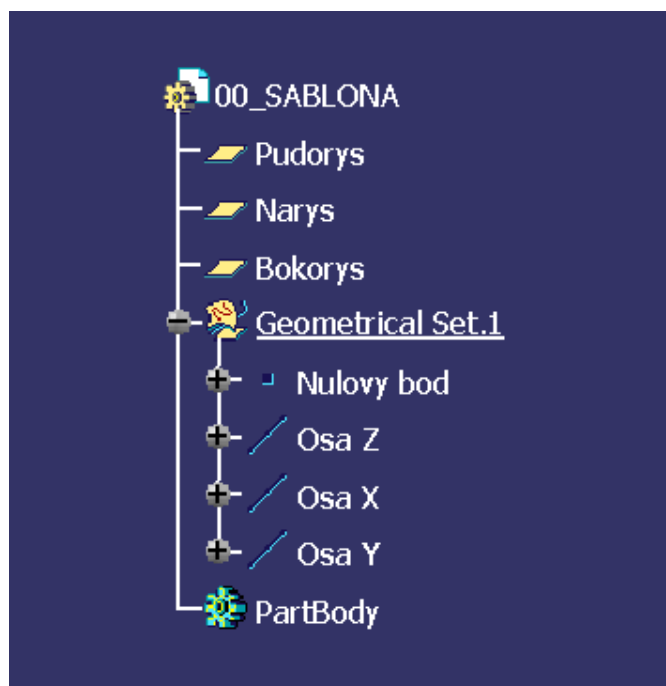 00_SABLONA
Pudorys
Narys
Bokorys
Geometrical Set.1
Nulovy bod
Osa Z
Osa X
Osa Y
PartBody